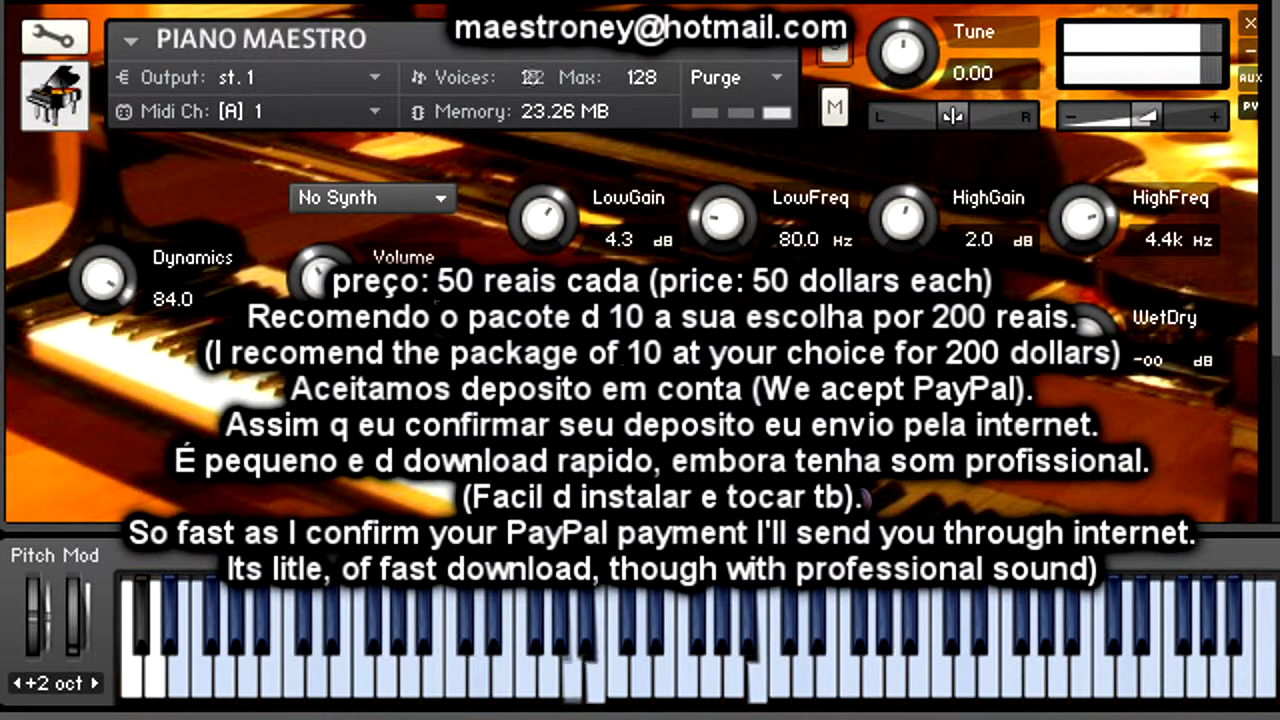 maestroney@hotmail.com
PIANO MAESTRO
Output: st. 1
Voices: Max: 128
Purge
Midi Ch: [A] 1
Memory: 23.26 MB
M
Tune
0.00
L R
- +
X
-
AUX
PV
No Synth
LowGain
4.3 dB
LowFreq
80.0 Hz
HighGain
2.0 dB
HighFreq
4.4k Hz
Dynamics
84.0
Volume
WetDry
-oo dB
preço: 50 reais cada (price: 50 dollars each)
Recomendo o pacote d 10 a sua escolha por 200 reais.
(I recomend the package of 10 at your choice for 200 dollars)
Aceitamos deposito em conta (We acept PayPal).
Assim q eu confirmar seu deposito eu envio pela internet.
É pequeno e d download rapido, embora tenha som profissional.
(Facil d instalar e tocar tb).
So fast as I confirm your PayPal payment I'll send you through internet.
Its litle, of fast download, though with professional sound)
Pitch Mod
+2 oct